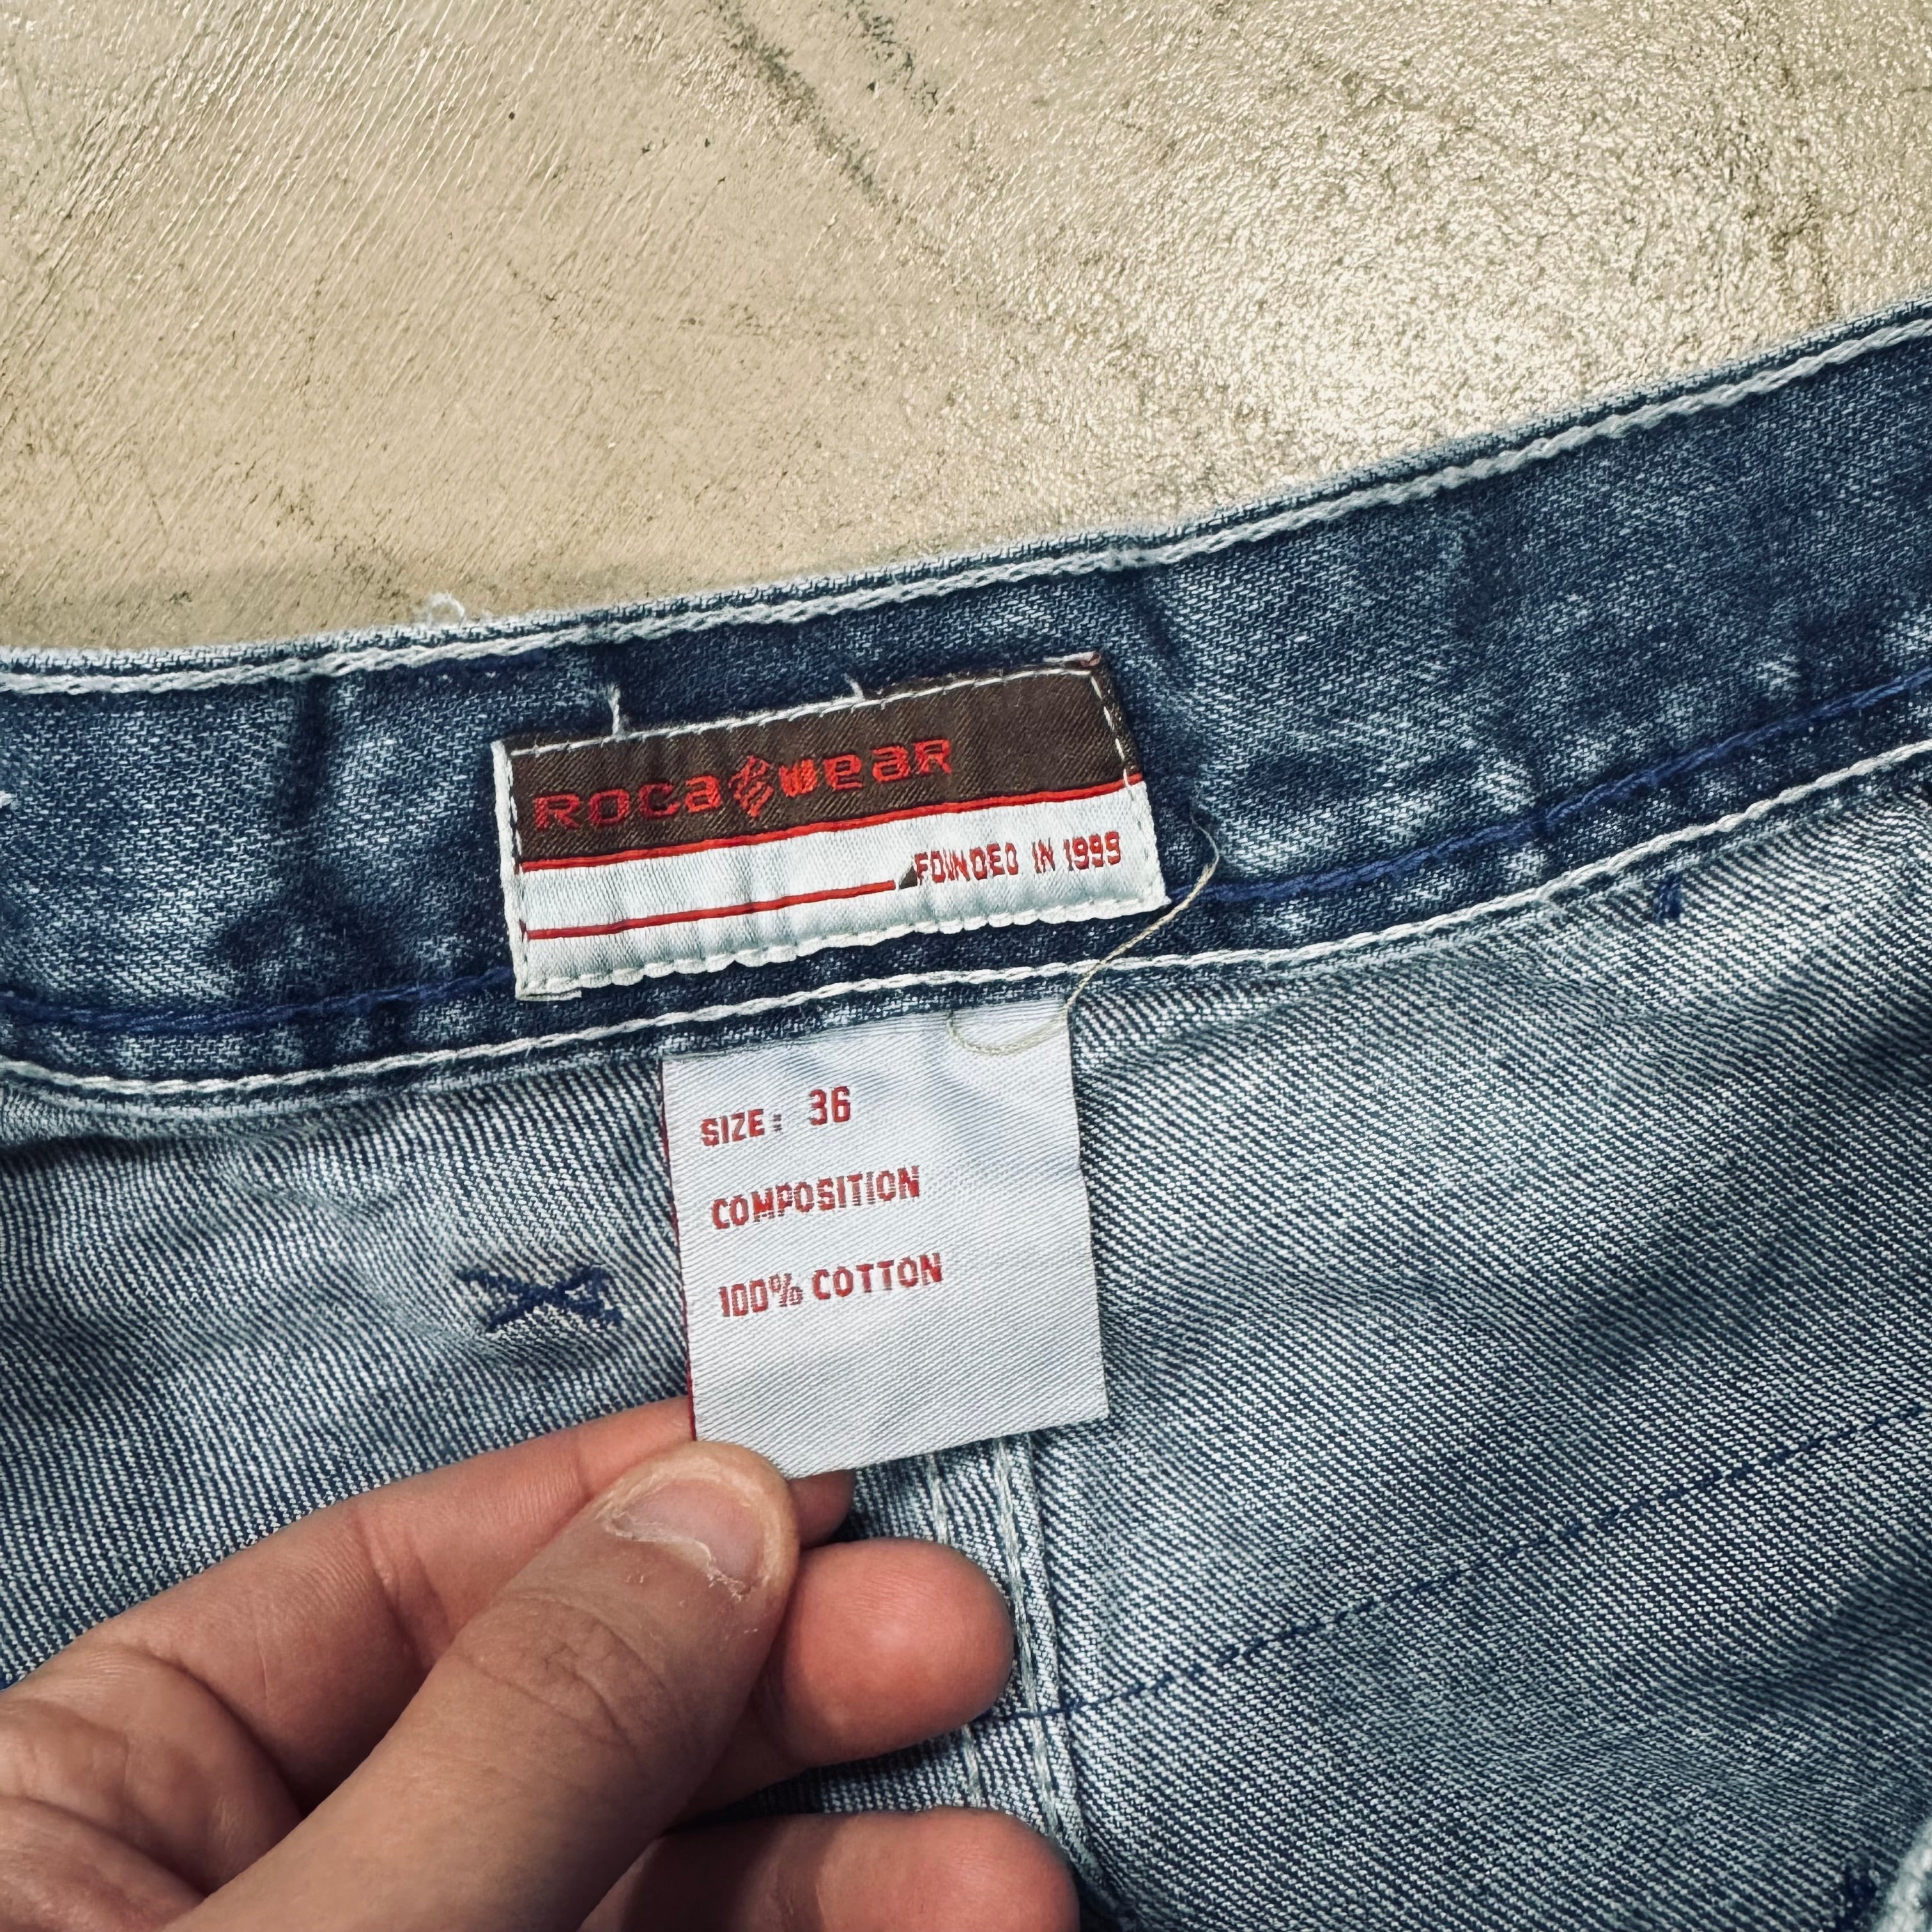 Rocawear
FOUNDED IN 1999
SIZE: 36
COMPOSITION
100% COTTON